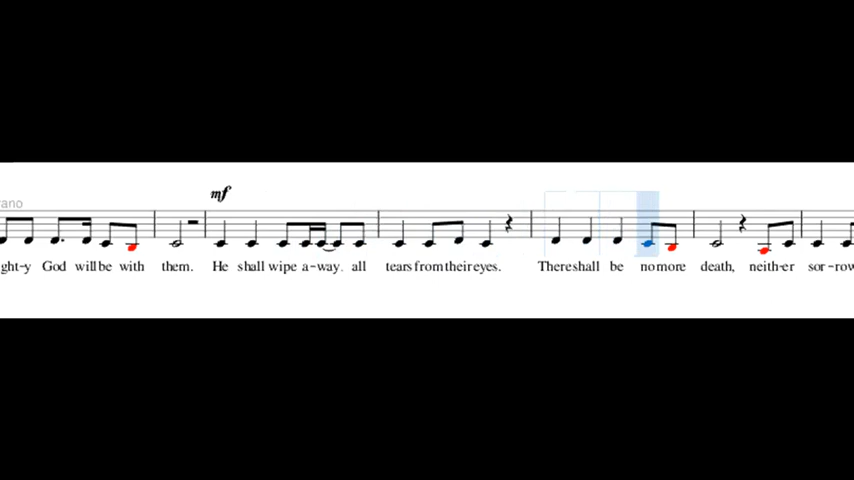 rano
mf
ght-y God will be with them. He shall wipe a-way. all tears from their eyes. There shall be no more death, neith-er sor-row